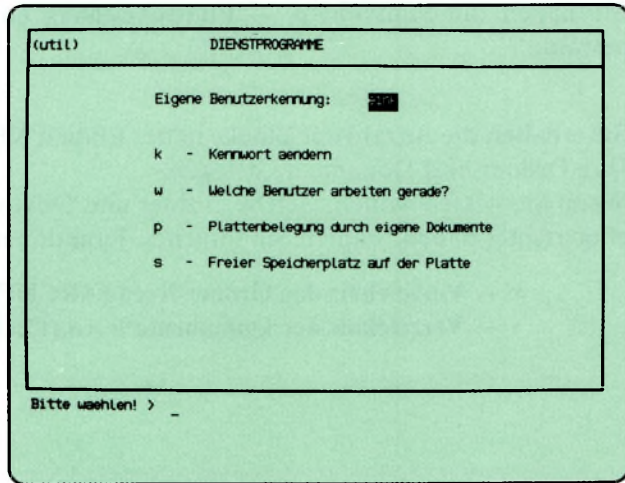 (util) DIENSTPROGRAMME
Eigene Benutzerkennung:
k - Kennwort aendern
w - Welche Benutzer arbeiten gerade?
p - Plattenbelegung durch eigene Dokumente
s - Freier Speicherplatz auf der Platte
Bitte waehlen! > _